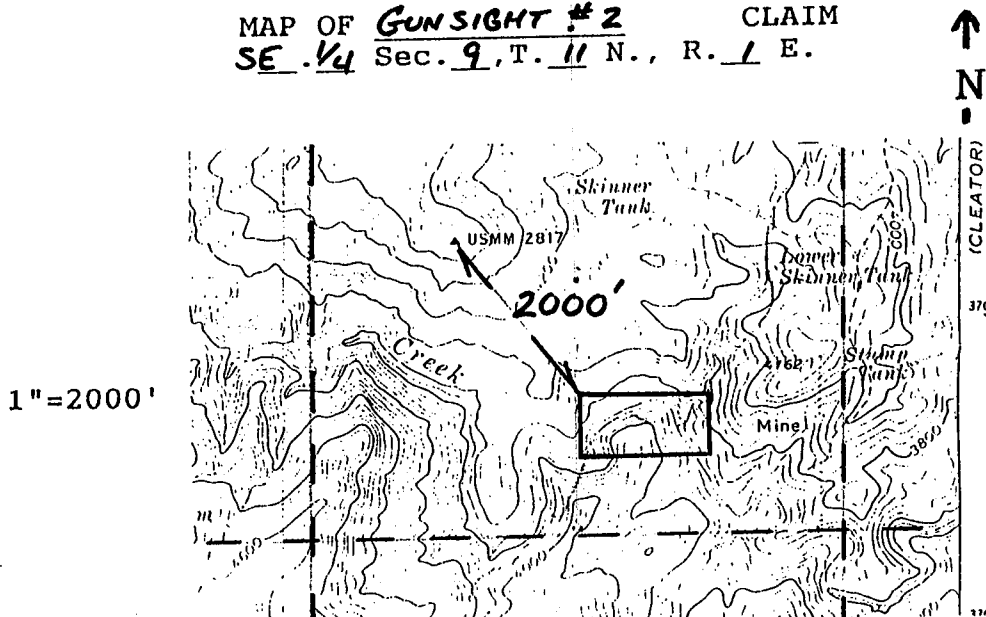 MAP OF GUNSIGHT #2 CLAIM
SE 1/4 Sec. 9, T. 11 N., R. 1 E.
N
(CLEATOR)
Skinner
Tank
USMM 2817
Lower
Skinner Tank
2000'
Creek
Stump
Tank
1"=2000'
Mine
3800